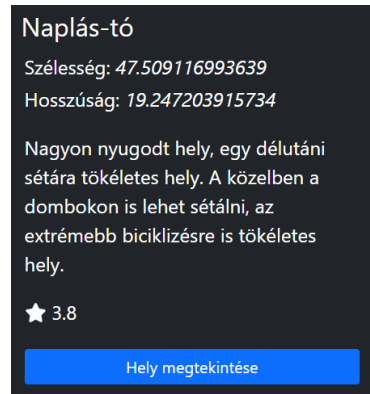 Naplás-tó
Szélesség: 47.509116993639
Hosszúság: 19.247203915734
Nagyon nyugodt hely, egy délutáni
sétára tökéletes hely. A közelben a
dombokon is lehet sétálni, az
extrémebb biciklizésre is tökéletes
hely.
3.8
Hely megtekintése